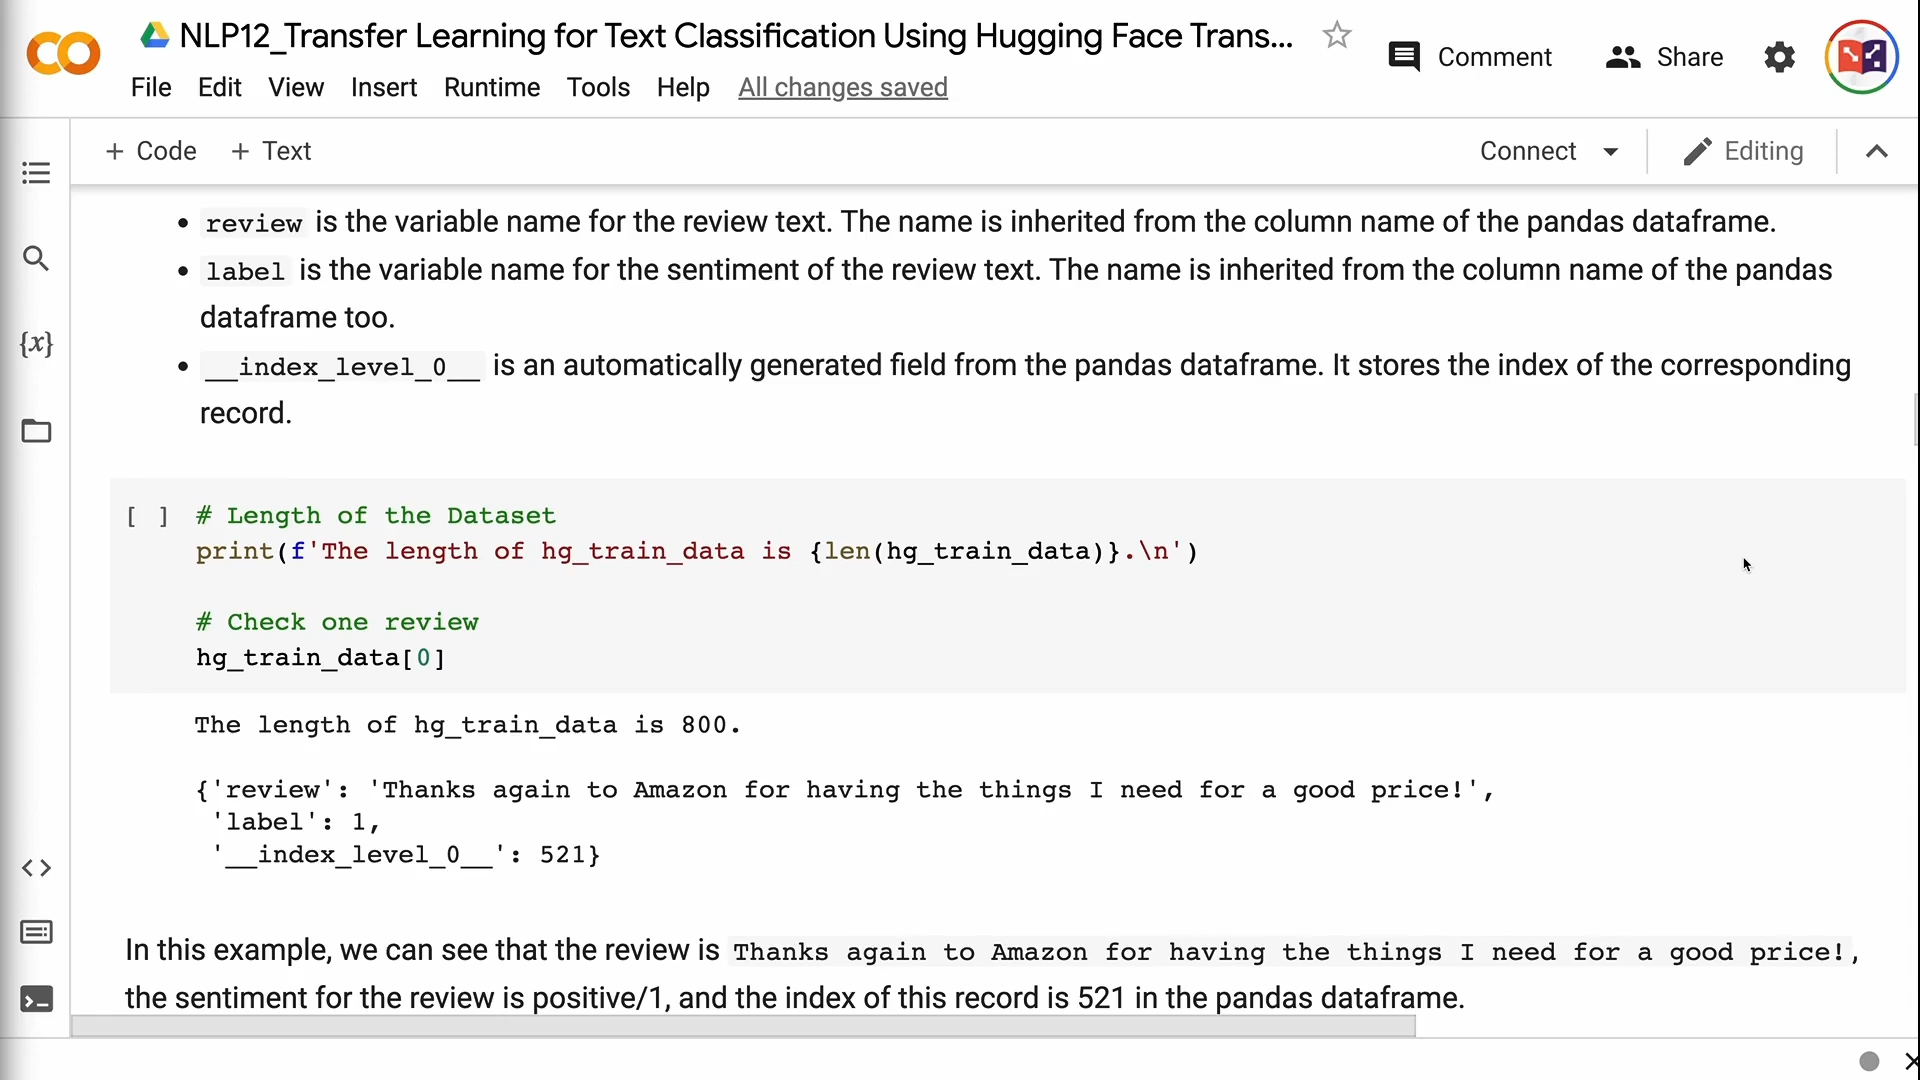 NLP12_Transfer Learning for Text Classification Using Hugging Face Trans...
Comment
Share
File Edit View Insert Runtime Tools Help All changes saved
+ Code + Text
Connect
Editing
{x}
• review is the variable name for the review text. The name is inherited from the column name of the pandas dataframe.
• label is the variable name for the sentiment of the review text. The name is inherited from the column name of the pandas
dataframe too.
• __index_level_0__ is an automatically generated field from the pandas dataframe. It stores the index of the corresponding
record.
[ ] # Length of the Dataset
print(f'The length of hg_train_data is {len(hg_train_data)}.\n')
# Check one review
hg_train_data[0]
The length of hg_train_data is 800.
{'review': 'Thanks again to Amazon for having the things I need for a good price!',
'label': 1,
'__index_level_0__': 521}
In this example, we can see that the review is Thanks again to Amazon for having the things I need for a good price!,
the sentiment for the review is positive/1, and the index of this record is 521 in the pandas dataframe.